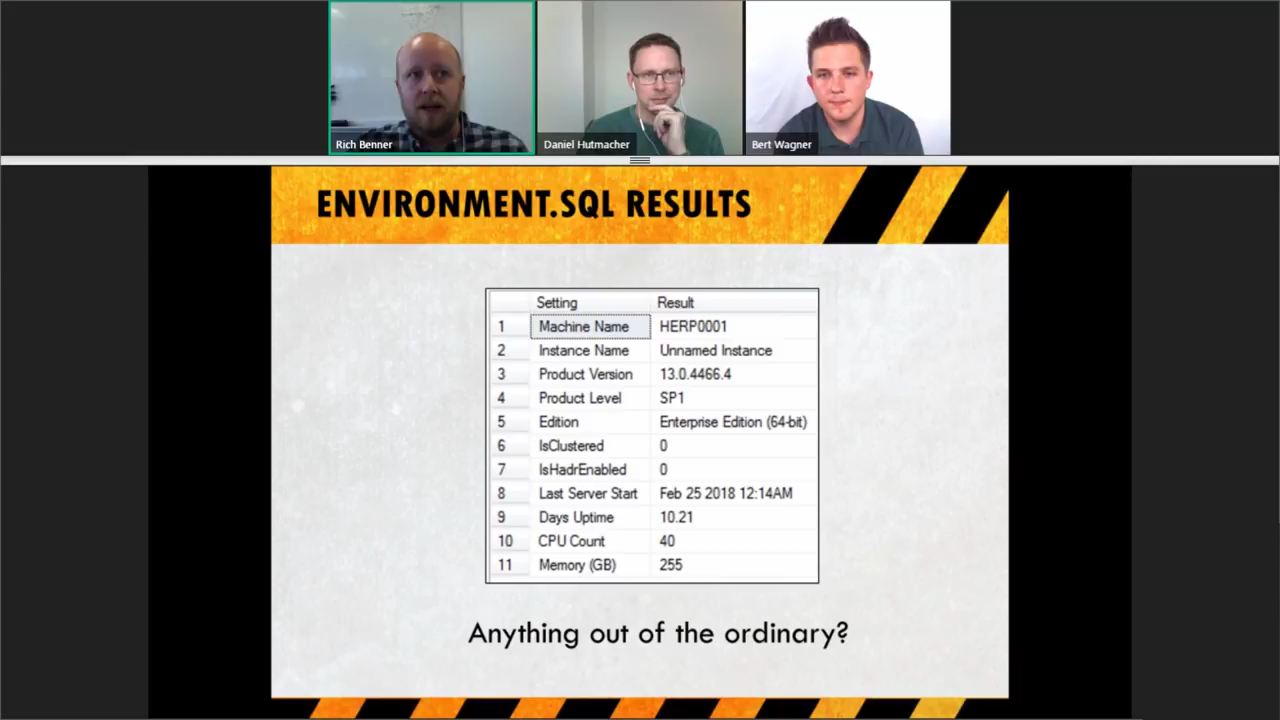 Rich Benner
Daniel Hutmacher
Bert Wagner
ENVIRONMENT.SQL RESULTS
Setting Result
1 Machine Name HERP0001
2 Instance Name Unnamed Instance
3 Product Version 13.0.4466.4
4 Product Level SP1
5 Edition Enterprise Edition (64-bit)
6 IsClustered 0
7 IsHadrEnabled 0
8 Last Server Start Feb 25 2018 12:14AM
9 Days Uptime 10.21
10 CPU Count 40
11 Memory (GB) 255
Anything out of the ordinary?